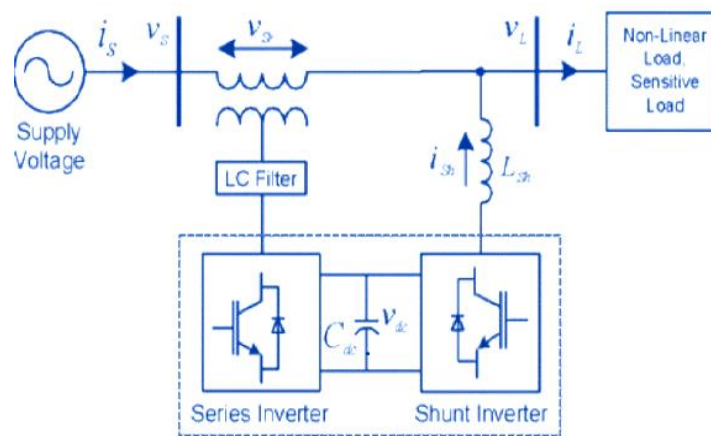 i_S
v_S
v_Sr
v_L
i_L
Non-Linear
Load,
Sensitive
Load
Supply
Voltage
LC Filter
i_Sh
L_Sh
C_dc
v_dc
Series Inverter
Shunt Inverter